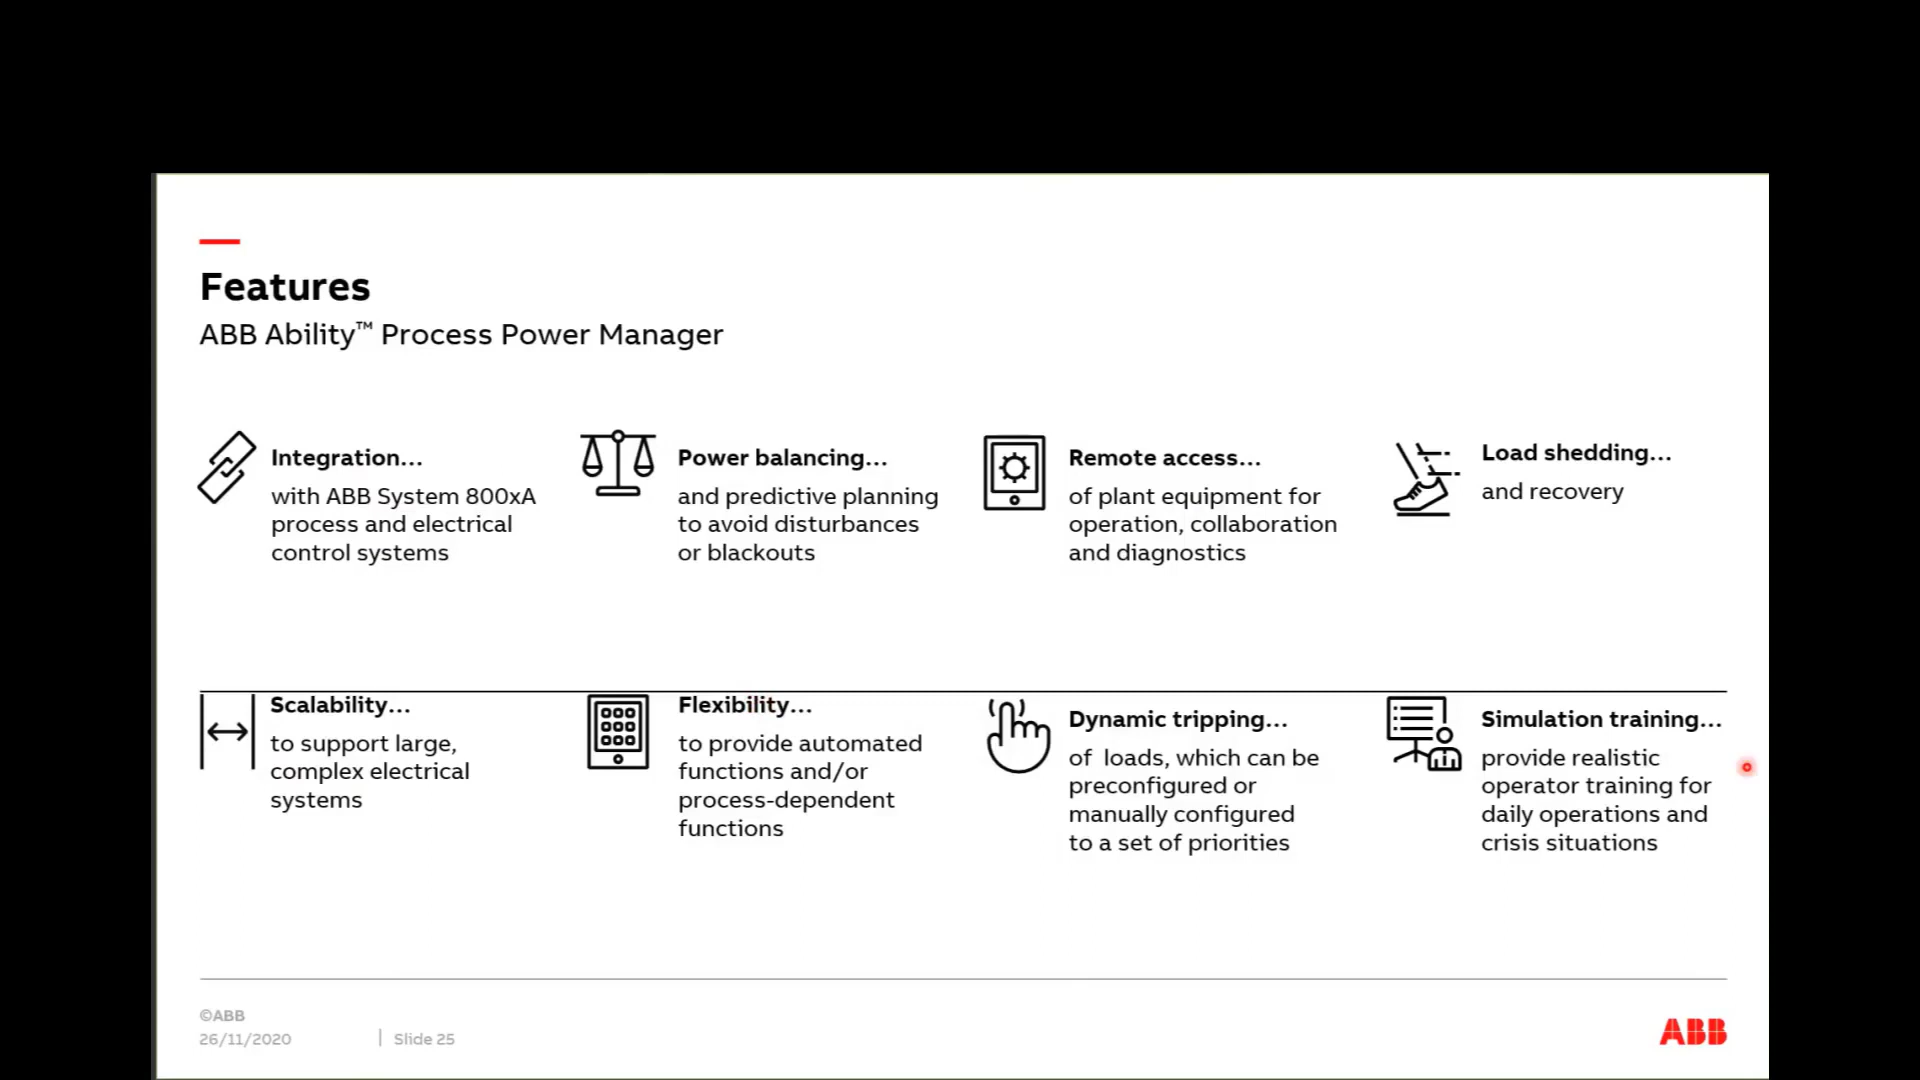 Features
ABB Ability™ Process Power Manager
Integration...
with ABB System 800xA
process and electrical
control systems
Power balancing...
and predictive planning
to avoid disturbances
or blackouts
Remote access...
of plant equipment for
operation, collaboration
and diagnostics
Load shedding...
and recovery
Scalability...
to support large,
complex electrical
systems
Flexibility...
to provide automated
functions and/or
process-dependent
functions
Dynamic tripping...
of  loads, which can be
preconfigured or
manually configured
to a set of priorities
Simulation training...
provide realistic
operator training for
daily operations and
crisis situations
©ABB
26/11/2020 | Slide 25
ABB